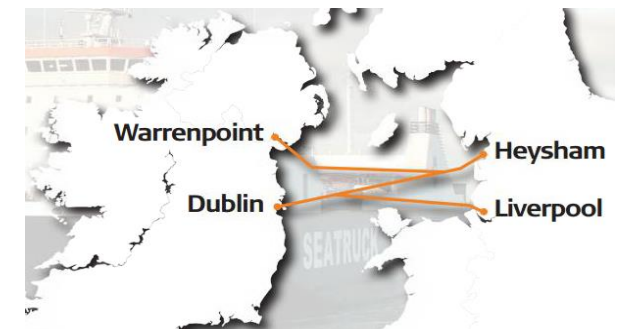 Warrenpoint
Heysham
Dublin
Liverpool
SEATRUCK